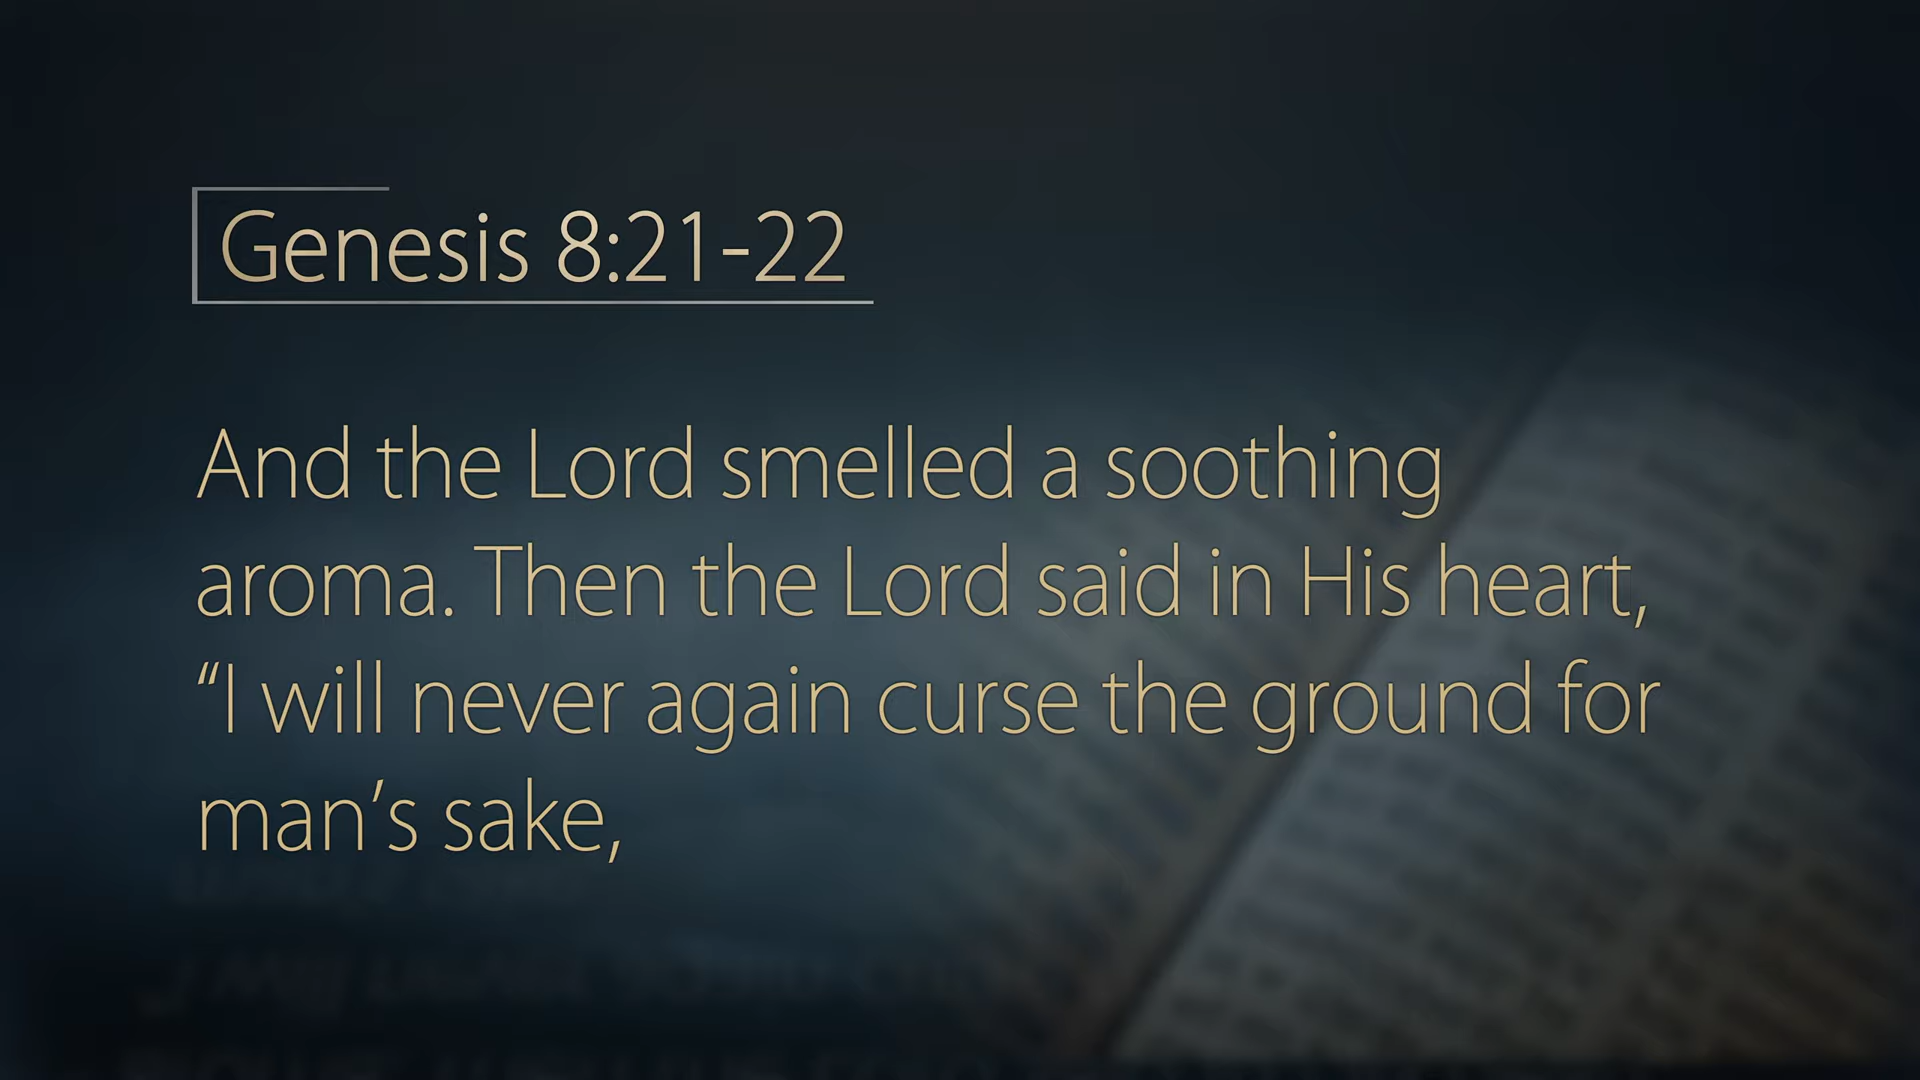 Genesis 8:21-22
And the Lord smelled a soothing
aroma. Then the Lord said in His heart,
“I will never again curse the ground for
man’s sake,